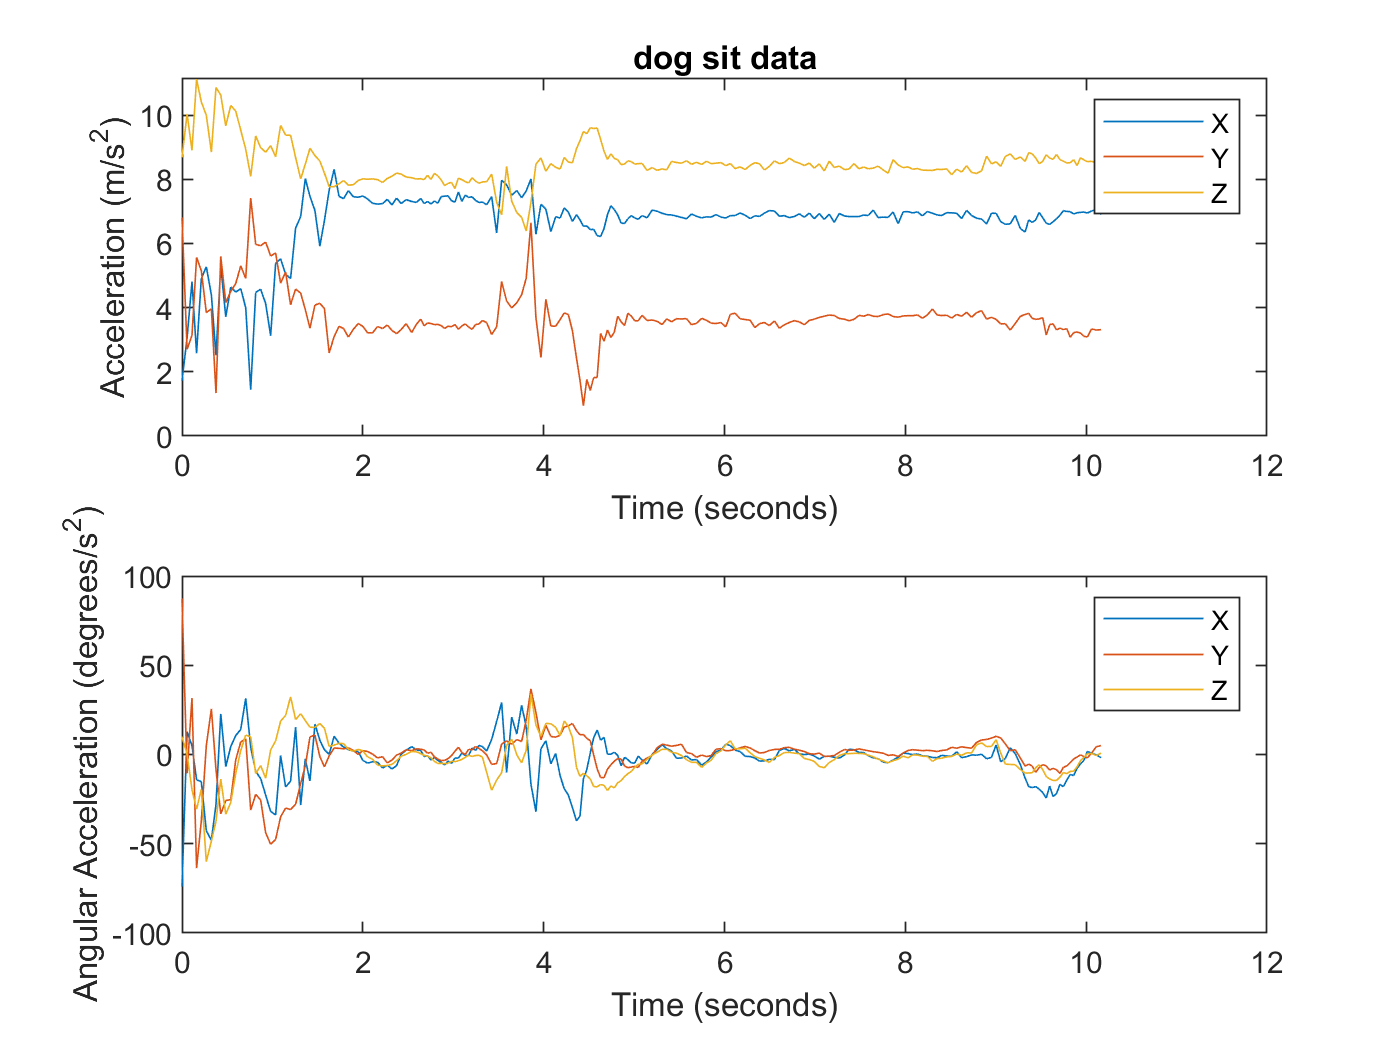 dog sit data
Acceleration (m/s²)
10
8
6
4
2
0
0 2 4 6 8 10 12
Time (seconds)
X
Y
Z
Angular Acceleration (degrees/s²)
100
50
0
-50
-100
0 2 4 6 8 10 12
Time (seconds)
X
Y
Z